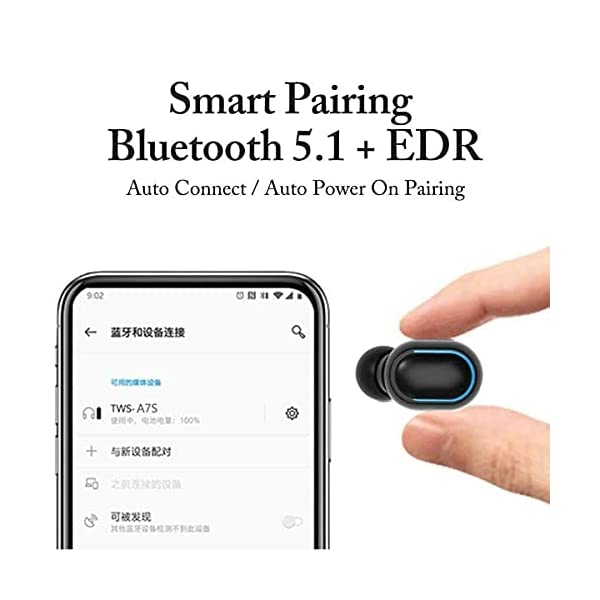 Smart Pairing
Bluetooth 5.1 + EDR
Auto Connect / Auto Power On Pairing
9:02
蓝牙和设备连接
可用的媒体设备
TWS-A7S
使用中，电池电量：100%
与新设备配对
之前连接的设备
可被发现
其他蓝牙设备检测不到此设备